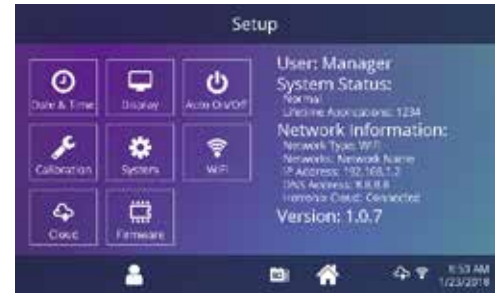 Setup
Date & Time
Display
Auto On/Off
Calibration
System
WiFi
Cloud
Firmware
User: Manager
System Status:
Normal
Lifetime Applications: 1234
Network Information:
Network Type: WiFi
Networks: Network Name
IP Address: 192.168.1.2
DNS Address: 8.8.8.8
Cloud: Connected
Version: 1.0.7
8:53 AM
1/23/2018